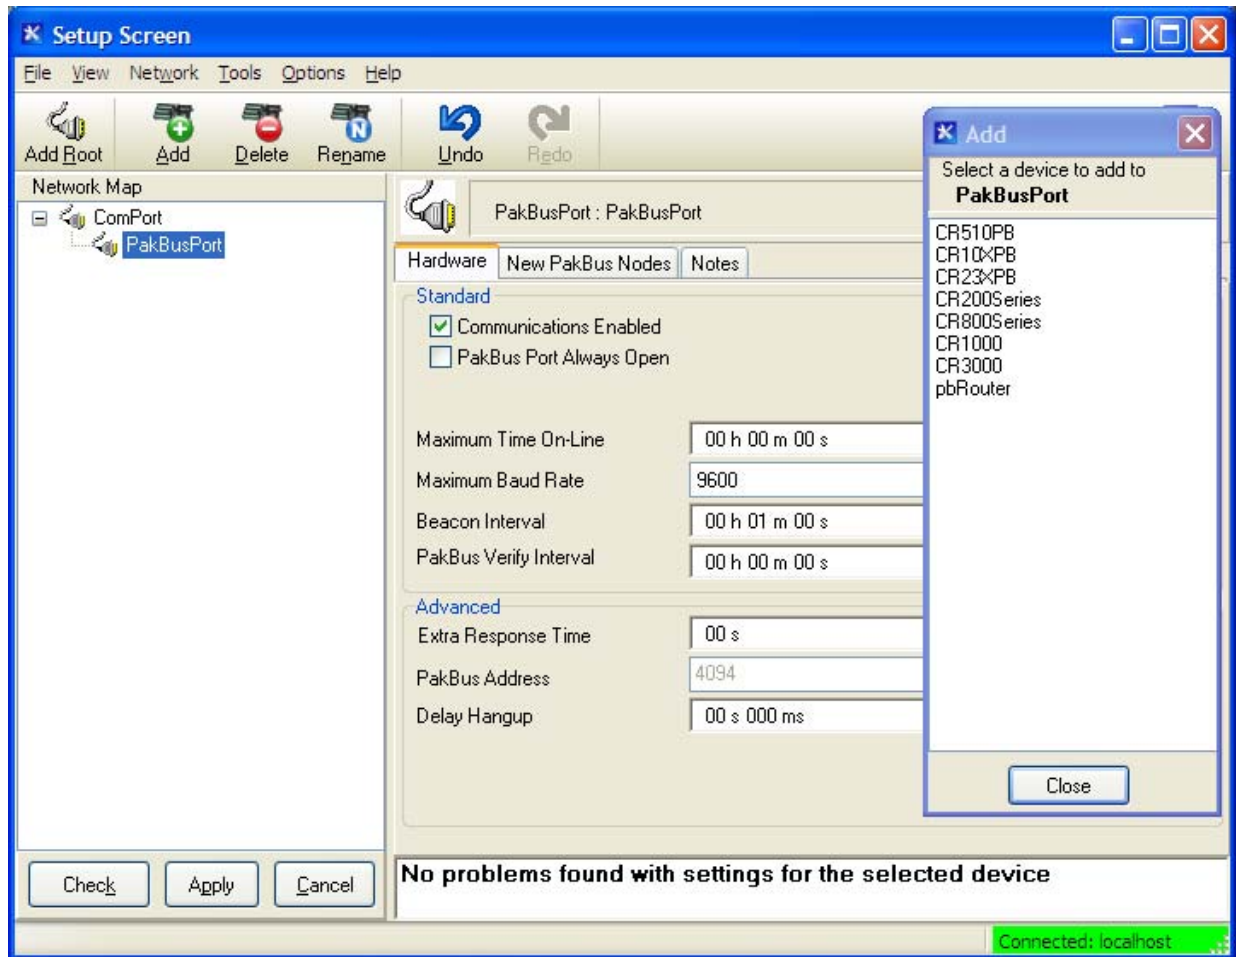 Setup Screen
File View Network Tools Options Help
Add Root Add Delete Rename Undo Redo
Network Map
ComPort
PakBusPort
PakBusPort : PakBusPort
Hardware New PakBus Nodes Notes
Standard
Communications Enabled
PakBus Port Always Open
Maximum Time On-Line 00 h 00 m 00 s
Maximum Baud Rate 9600
Beacon Interval 00 h 01 m 00 s
PakBus Verify Interval 00 h 00 m 00 s
Advanced
Extra Response Time 00 s
PakBus Address 4094
Delay Hangup 00 s 000 ms
Add
Select a device to add to
PakBusPort
CR510PB
CR10XPB
CR23XPB
CR200Series
CR800Series
CR1000
CR3000
pbRouter
Close
Check Apply Cancel
No problems found with settings for the selected device
Connected: localhost